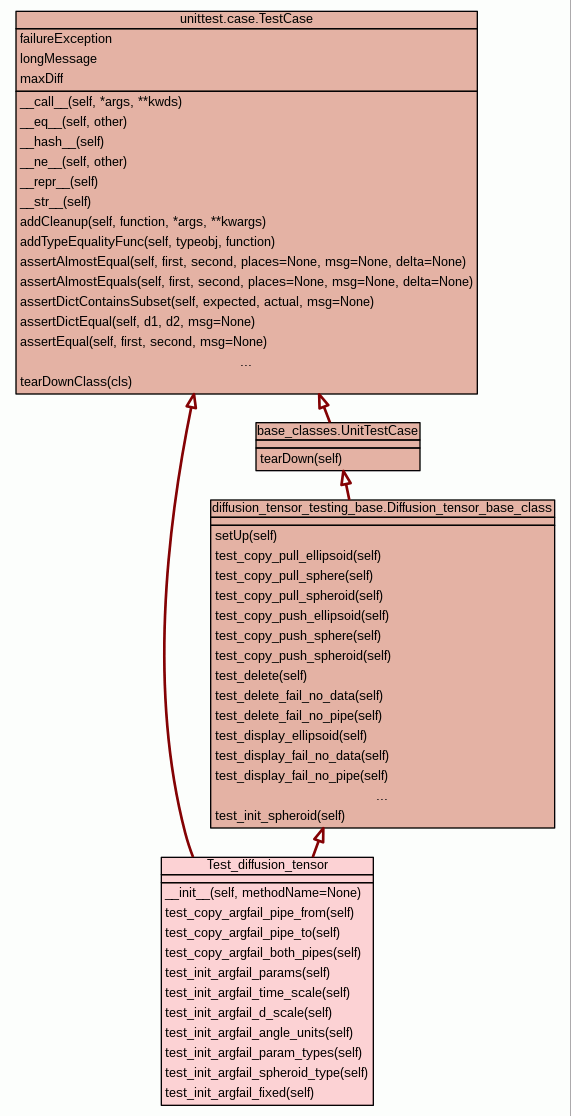 unittest.case.TestCase
failureException
longMessage
maxDiff
__call__(self, *args, **kwds)
__eq__(self, other)
__hash__(self)
__ne__(self, other)
__repr__(self)
__str__(self)
addCleanup(self, function, *args, **kwargs)
addTypeEqualityFunc(self, typeobj, function)
assertAlmostEqual(self, first, second, places=None, msg=None, delta=None)
assertAlmostEquals(self, first, second, places=None, msg=None, delta=None)
assertDictContainsSubset(self, expected, actual, msg=None)
assertDictEqual(self, d1, d2, msg=None)
assertEqual(self, first, second, msg=None)
...
tearDownClass(cls)
base_classes.UnitTestCase
tearDown(self)
diffusion_tensor_testing_base.Diffusion_tensor_base_class
setUp(self)
test_copy_pull_ellipsoid(self)
test_copy_pull_sphere(self)
test_copy_pull_spheroid(self)
test_copy_push_ellipsoid(self)
test_copy_push_sphere(self)
test_copy_push_spheroid(self)
test_delete(self)
test_delete_fail_no_data(self)
test_delete_fail_no_pipe(self)
test_display_ellipsoid(self)
test_display_fail_no_data(self)
test_display_fail_no_pipe(self)
...
test_init_spheroid(self)
Test_diffusion_tensor
__init__(self, methodName=None)
test_copy_argfail_pipe_from(self)
test_copy_argfail_pipe_to(self)
test_copy_argfail_both_pipes(self)
test_init_argfail_params(self)
test_init_argfail_time_scale(self)
test_init_argfail_d_scale(self)
test_init_argfail_angle_units(self)
test_init_argfail_param_types(self)
test_init_argfail_spheroid_type(self)
test_init_argfail_fixed(self)